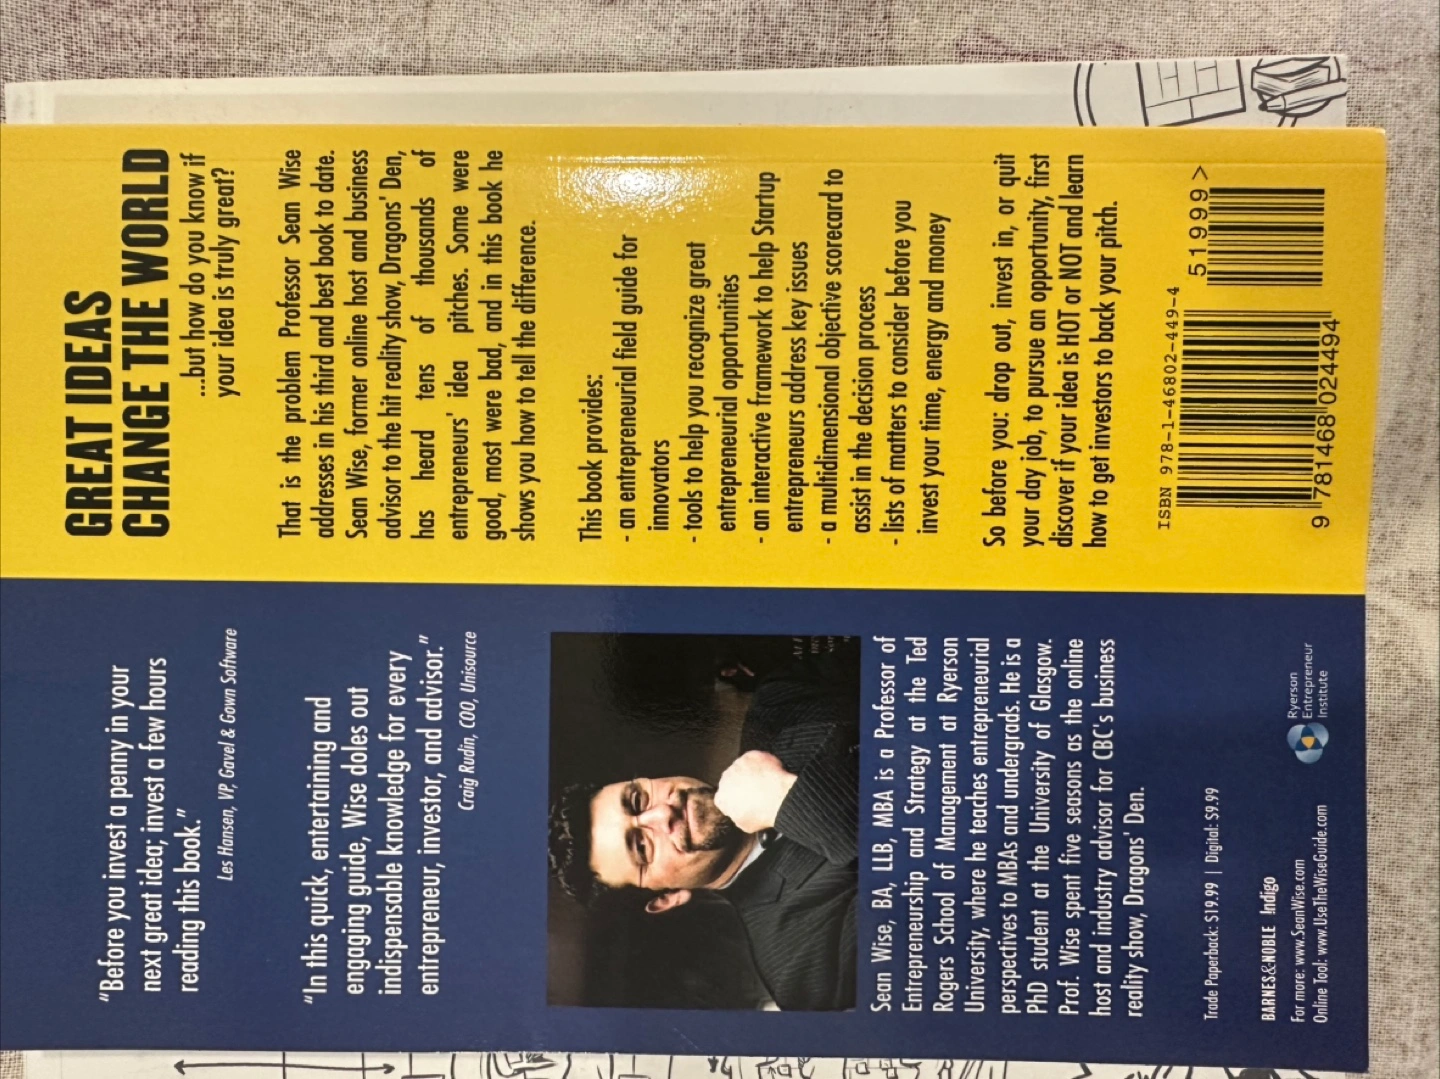 “Before you invest a penny in your
next great idea; invest a few hours
reading this book.”
Les Hansen, VP, Gavel & Gown Software
“In this quick, entertaining and
engaging guide, Wise doles out
indispensable knowledge for every
entrepreneur, investor, and advisor.”
Craig Rudin, COO, Unisource
Sean Wise, BA, LLB, MBA is a Professor of
Entrepreneurship and Strategy at the Ted
Rogers School of Management at Ryerson
University, where he teaches entrepreneurial
perspectives to MBAs and undergrads. He is a
PhD student at the University of Glasgow.
Prof. Wise spent five seasons as the online
host and industry advisor for CBC's business
reality show, Dragons' Den.
Trade Paperback: $19.99 | Digital: $9.99
BARNES&NOBLE !ndigo
For more: www.SeanWise.com
Online Tool: www.UseTheWiseGuide.com
Ryerson
Entrepreneur
Institute
GREAT IDEAS
CHANGE THE WORLD
...but how do you know if
your idea is truly great?
That is the problem Professor Sean Wise
addresses in his third and best book to date.
Sean Wise, former online host and business
advisor to the hit reality show, Dragons' Den,
has heard tens of thousands of
entrepreneurs' idea pitches. Some were
good, most were bad, and in this book he
shows you how to tell the difference.
This book provides:
- an entrepreneurial field guide for
innovators
- tools to help you recognize great
entrepreneurial opportunities
- an interactive framework to help Startup
entrepreneurs address key issues
- a multidimensional objective scorecard to
assist in the decision process
- lists of matters to consider before you
invest your time, energy and money
So before you: drop out, invest in, or quit
your day job, to pursue an opportunity, first
discover if your idea is HOT or NOT and learn
how to get investors to back your pitch.
ISBN 978-1-46802-449-4
51999>
9 781468 024494